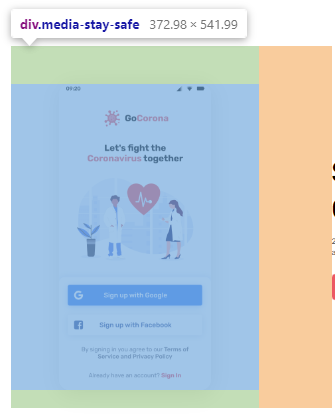 div.media-stay-safe 372.98 × 541.99
09:20
GoCorona
Let's fight the
Coronavirus together
Sign up with Google
Sign up with Facebook
By signing in you agree to our Terms of
Service and Privacy Policy
Already have an account? Sign in